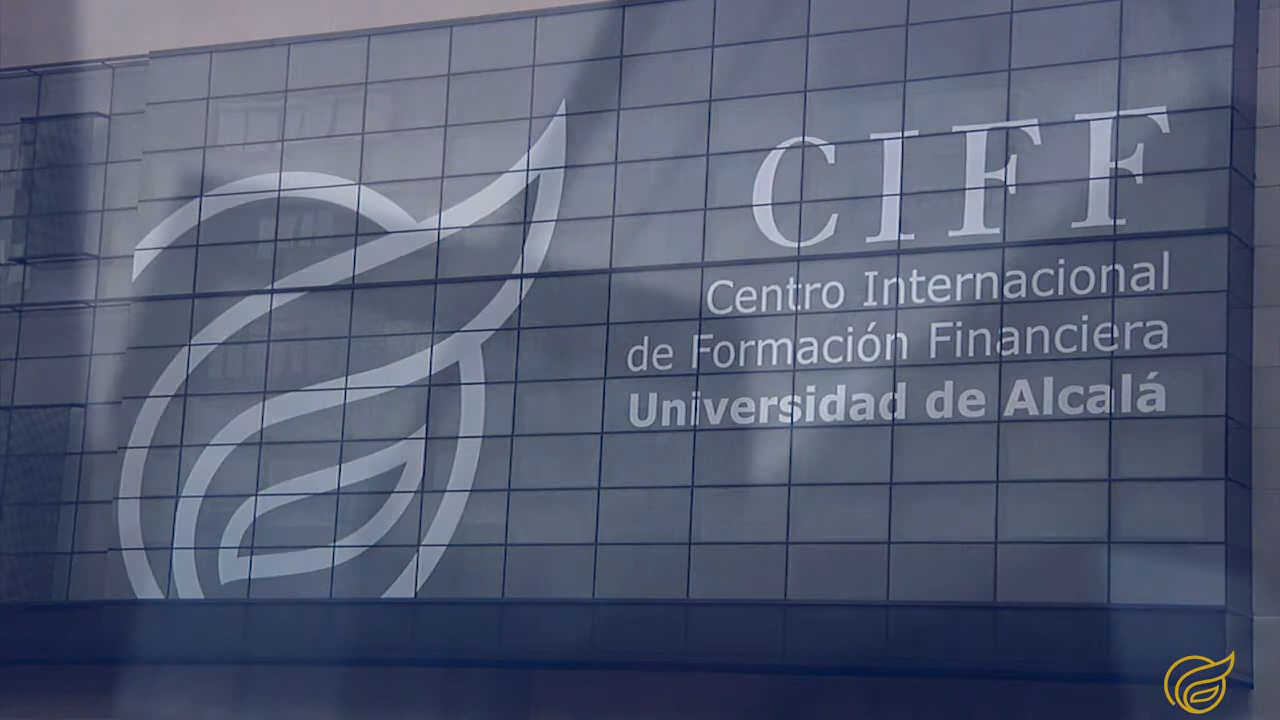 CIFF
Centro Internacional
de Formación Financiera
Universidad de Alcalá